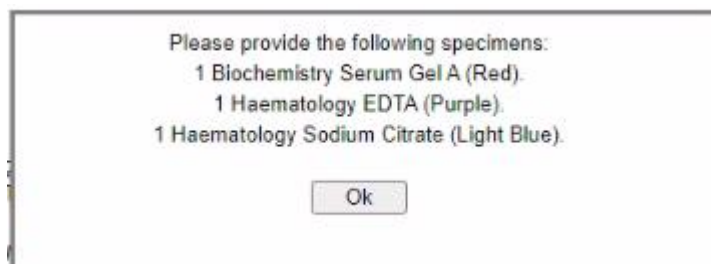 Please provide the following specimens:
1 Biochemistry Serum Gel A (Red).
1 Haematology EDTA (Purple).
1 Haematology Sodium Citrate (Light Blue).
Ok